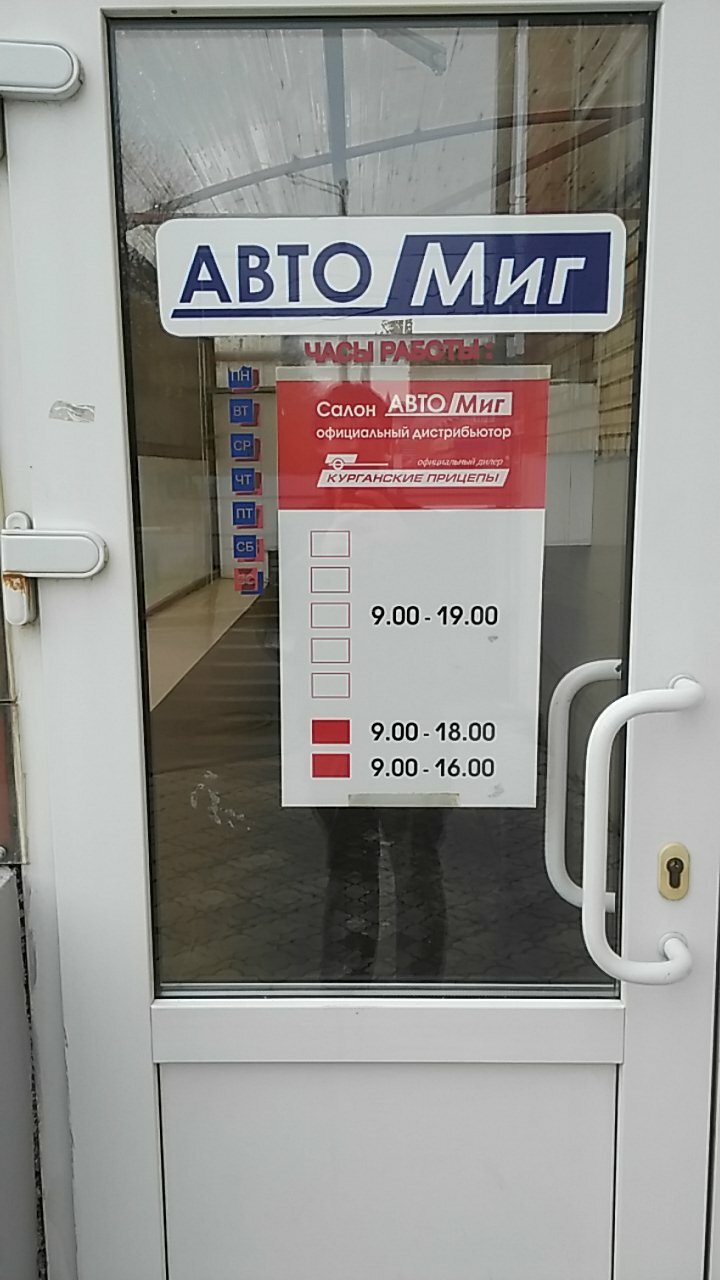 АВТО Миг
ЧАСЫ РАБОТЫ:
ПН
ВТ
СР
ЧТ
ПТ
СБ
ВС
Салон АВТО Миг
официальный дистрибьютор
официальный дилер
КУРГАНСКИЕ ПРИЦЕПЫ
9.00 - 19.00
9.00 - 18.00
9.00 - 16.00